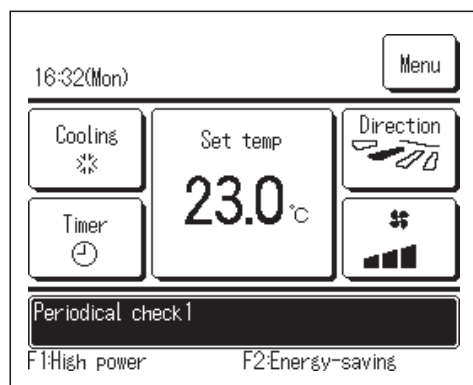 Menu
16:32(Mon)
Cooling
Set temp
Direction
23.0 °C
Timer
Periodical check1
F1:High power F2:Energy-saving